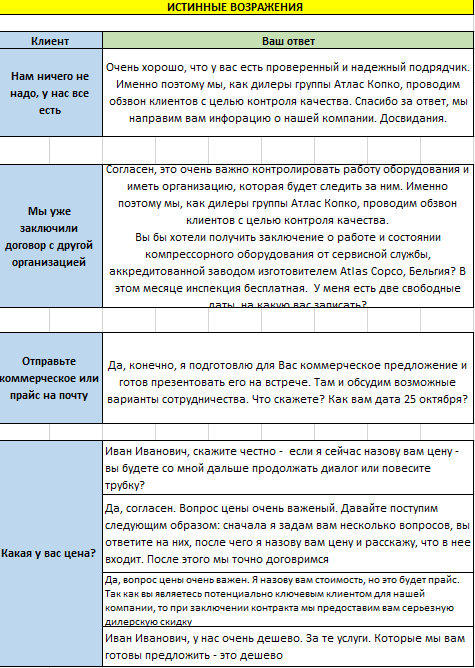 ИСТИННЫЕ ВОЗРАЖЕНИЯ
Клиент
Ваш ответ
Нам ничего не
надо, у нас все
есть
Очень хорошо, что у вас есть проверенный и надежный подрядчик.
Именно поэтому мы, как дилеры группы Атлас Копко, проводим
обзвон клиентов с целью контроля качества. Спасибо за ответ, мы
направим вам инфорацию о нашей компании. Досвидания.
Мы уже
заключили
договор с другой
организацией
Согласен, это очень важно контролировать работу оборудования и
иметь организацию, которая будет следить за ним. Именно
поэтому мы, как дилеры группы Атлас Копко, проводим обзвон
клиентов с целью контроля качества.
Вы бы хотели получить заключение о работе и состоянии
компрессорного оборудования от сервисной службы,
аккредитованной заводом изготовителем Atlas Copco, Бельгия? В
этом месяце инспекция бесплатная. У меня есть две свободные
даты, на какую вас записать?
Отправьте
коммерческое или
прайс на почту
Да, конечно, я подготовлю для Вас коммерческое предложение и
готов презентовать его на встрече. Там и обсудим возможные
варианты сотрудничества. Что скажете? Как вам дата 25 октября?
Какая у вас цена?
Иван Иванович, скажите честно - если я сейчас назову вам цену -
вы будете со мной дальше продолжать диалог или повесите
трубку?
Да, согласен. Вопрос цены очень важеный. Давайте поступим
следующим образом: сначала я задам вам несколько вопросов, вы
ответите на них, после чего я назову вам цену и расскажу, что в нее
входит. После этого мы точно договримся
Да, вопрос цены очень важен. Я назову вам стоимость, но это будет прайс.
Так как вы являетесь потенциально ключевым клиентом для нашей
компании, то при заключении контракта мы предоставим вам серьезную
дилерскую скидку
Иван Иванович, у нас очень дешево. За те услуги. Которые мы вам
готовы предложить - это дешево